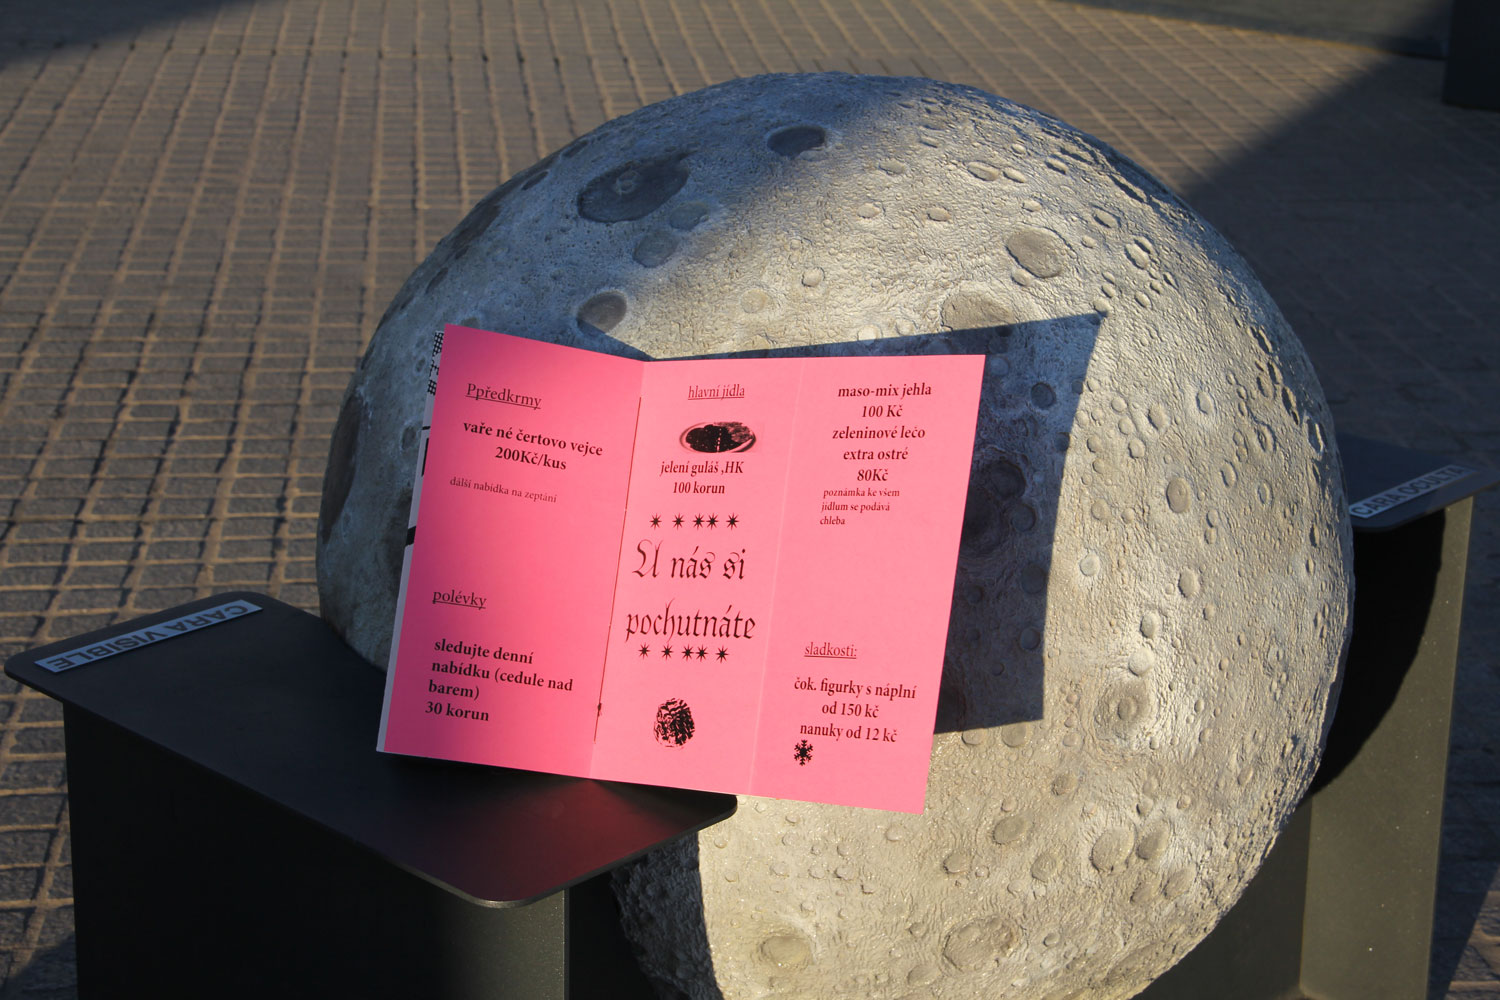 Ppředkrmy
vaře né čertovo vejce
200Kč/kus
dálší nabídka na zeptání
polévky
sledujte denní
nabídku (cedule nad
barem)
30 korun
hlavní jídla
jelení guláš ,HK
100 korun
U nás si
pochutnáte
maso-mix jehla
100 Kč
zeleninové lečo
extra ostré
80Kč
poznámka ke všem
jídlum se podává
chleba
sladkosti:
čok. figurky s náplní
od 150 kč
nanuky od 12 kč
CARA VISIBLE
CARA OCULTA